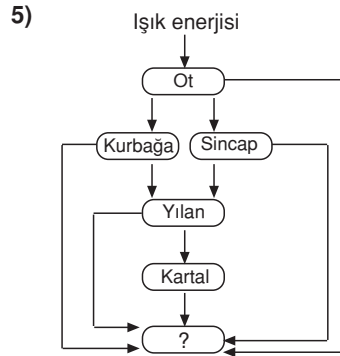 5)
Işık enerjisi
Ot
Kurbağa Sincap
Yılan
Kartal
?